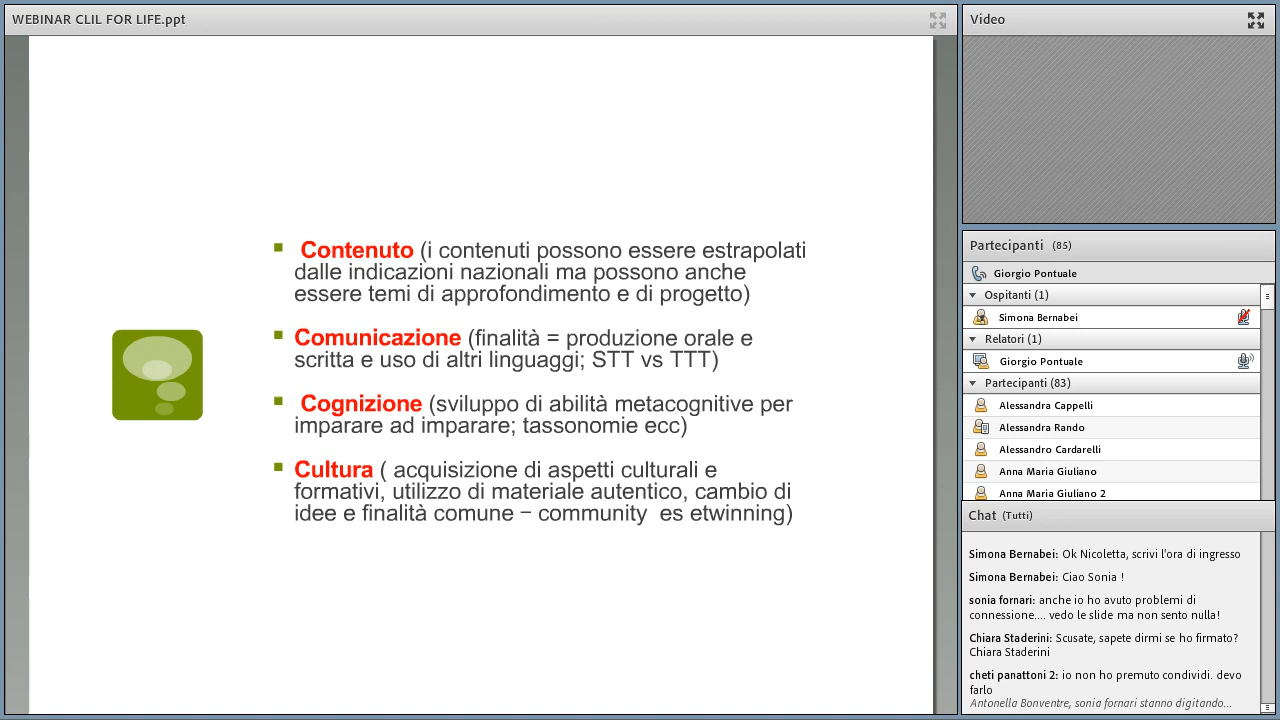 WEBINAR CLIL FOR LIFE.ppt
Contenuto (i contenuti possono essere estrapolati
dalle indicazioni nazionali ma possono anche
essere temi di approfondimento e di progetto)
Comunicazione (finalità = produzione orale e
scritta e uso di altri linguaggi; STT vs TTT)
Cognizione (sviluppo di abilità metacognitive per
imparare ad imparare; tassonomie ecc)
Cultura ( acquisizione di aspetti culturali e
formativi, utilizzo di materiale autentico, cambio di
idee e finalità comune – community es etwinning)
Video
Partecipanti (85)
Giorgio Pontuale
Ospitanti (1)
Simona Bernabei
Relatori (1)
Giorgio Pontuale
Partecipanti (83)
Alessandra Cappelli
Alessandra Rando
Alessandro Cardarelli
Anna Maria Giuliano
Anna Maria Giuliano 2
Chat (Tutti)
Simona Bernabei: Ok Nicoletta, scrivi l'ora di ingresso
Simona Bernabei: Ciao Sonia !
sonia fornari: anche io ho avuto problemi di
connessione.... vedo le slide ma non sento nulla!
Chiara Staderini: Scusate, sapete dirmi se ho firmato?
Chiara Staderini
cheti panattoni 2: io non ho premuto condividi. devo
farlo
Antonella Bonventre, sonia fornari stanno digitando...